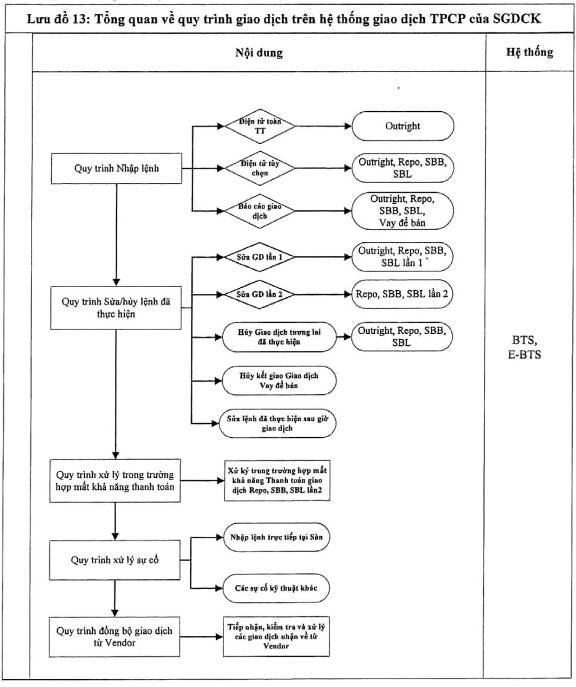 Lưu đồ 13: Tổng quan về quy trình giao dịch trên hệ thống giao dịch TPCP của SGDCK
Nội dung
Hệ thống
Quy trình Nhập lệnh
Điện tử toàn
TT
Outright
Điện tử tùy
chọn
Outright, Repo, SBB,
SBL
Báo cáo giao
dịch
Outright, Repo,
SBB, SBL,
Vay để bán
Quy trình Sửa/hủy lệnh đã
thực hiện
Sửa GD lần 1
Outright, Repo, SBB,
SBL lần 1
Sửa GD lần 2
Repo, SBB, SBL lần 2
Hủy Giao dịch tương lai
đã thực hiện
Outright, Repo, SBB,
SBL
Hủy kết giao Giao dịch
Vay để bán
Sửa lệnh đã thực hiện sau giờ
giao dịch
BTS,
E-BTS
Quy trình xử lý trong trường
hợp mất khả năng thanh toán
Xử ký trong trường hợp mất
khả năng Thanh toán giao
dịch Repo, SBB, SBL lần2
Quy trình xử lý sự cố
Nhập lệnh trực tiếp tại Sàn
Các sự cố kỹ thuật khác
Quy trình đồng bộ giao dịch
từ Vendor
Tiếp nhận, kiểm tra và xử lý
các giao dịch nhận về từ
Vendor